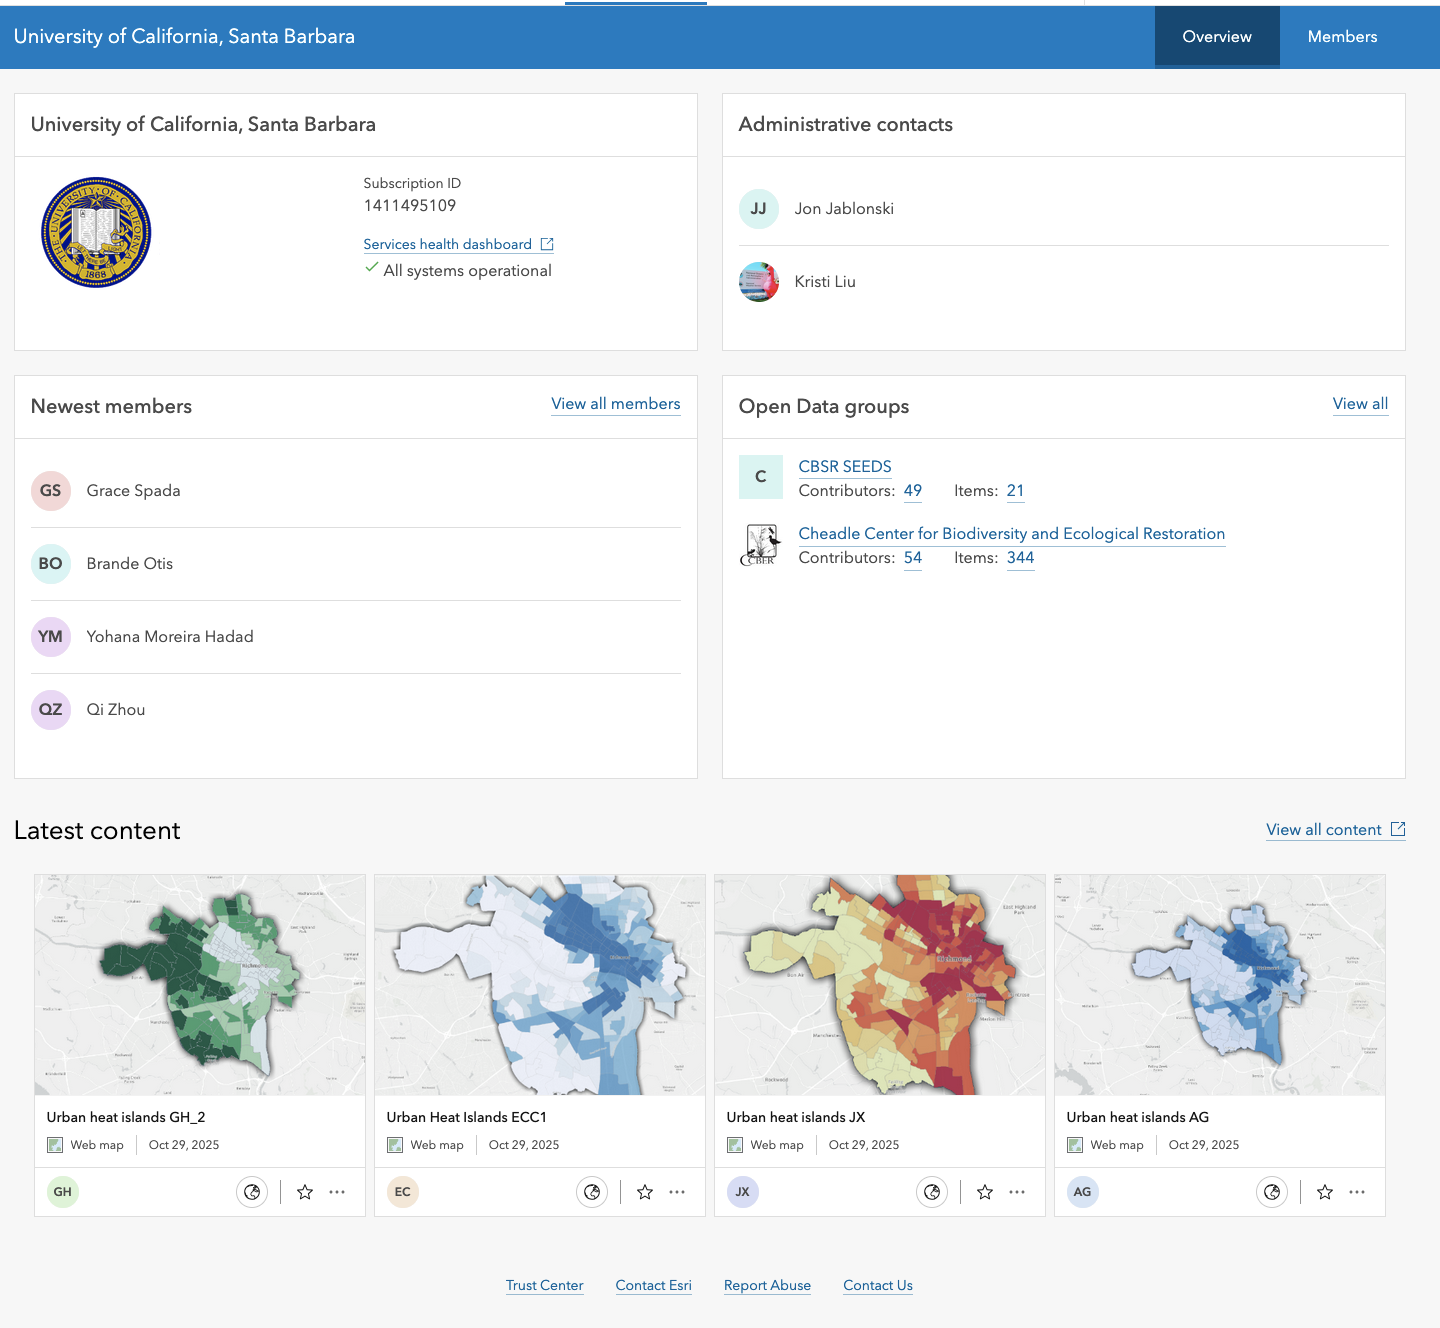 University of California, Santa Barbara
Overview
Members
University of California, Santa Barbara
THE UNIVERSITY OF CALIFORNIA
1868
Subscription ID
1411495109
Services health dashboard
All systems operational
Administrative contacts
JJ
Jon Jablonski
Kristi Liu
Newest members
View all members
GS
Grace Spada
BO
Brande Otis
YM
Yohana Moreira Hadad
QZ
Qi Zhou
Open Data groups
View all
C
CBSR SEEDS
Contributors: 49 Items: 21
CCBER
Cheadle Center for Biodiversity and Ecological Restoration
Contributors: 54 Items: 344
Latest content
View all content
East Highland
Park
Richmond
Manchester
Rockwood
Urban heat islands GH_2
Web map
Oct 29, 2025
GH
Urban Heat Islands ECC1
Web map
Oct 29, 2025
EC
Urban heat islands JX
Web map
Oct 29, 2025
JX
Urban heat islands AG
Web map
Oct 29, 2025
AG
Trust Center
Contact Esri
Report Abuse
Contact Us